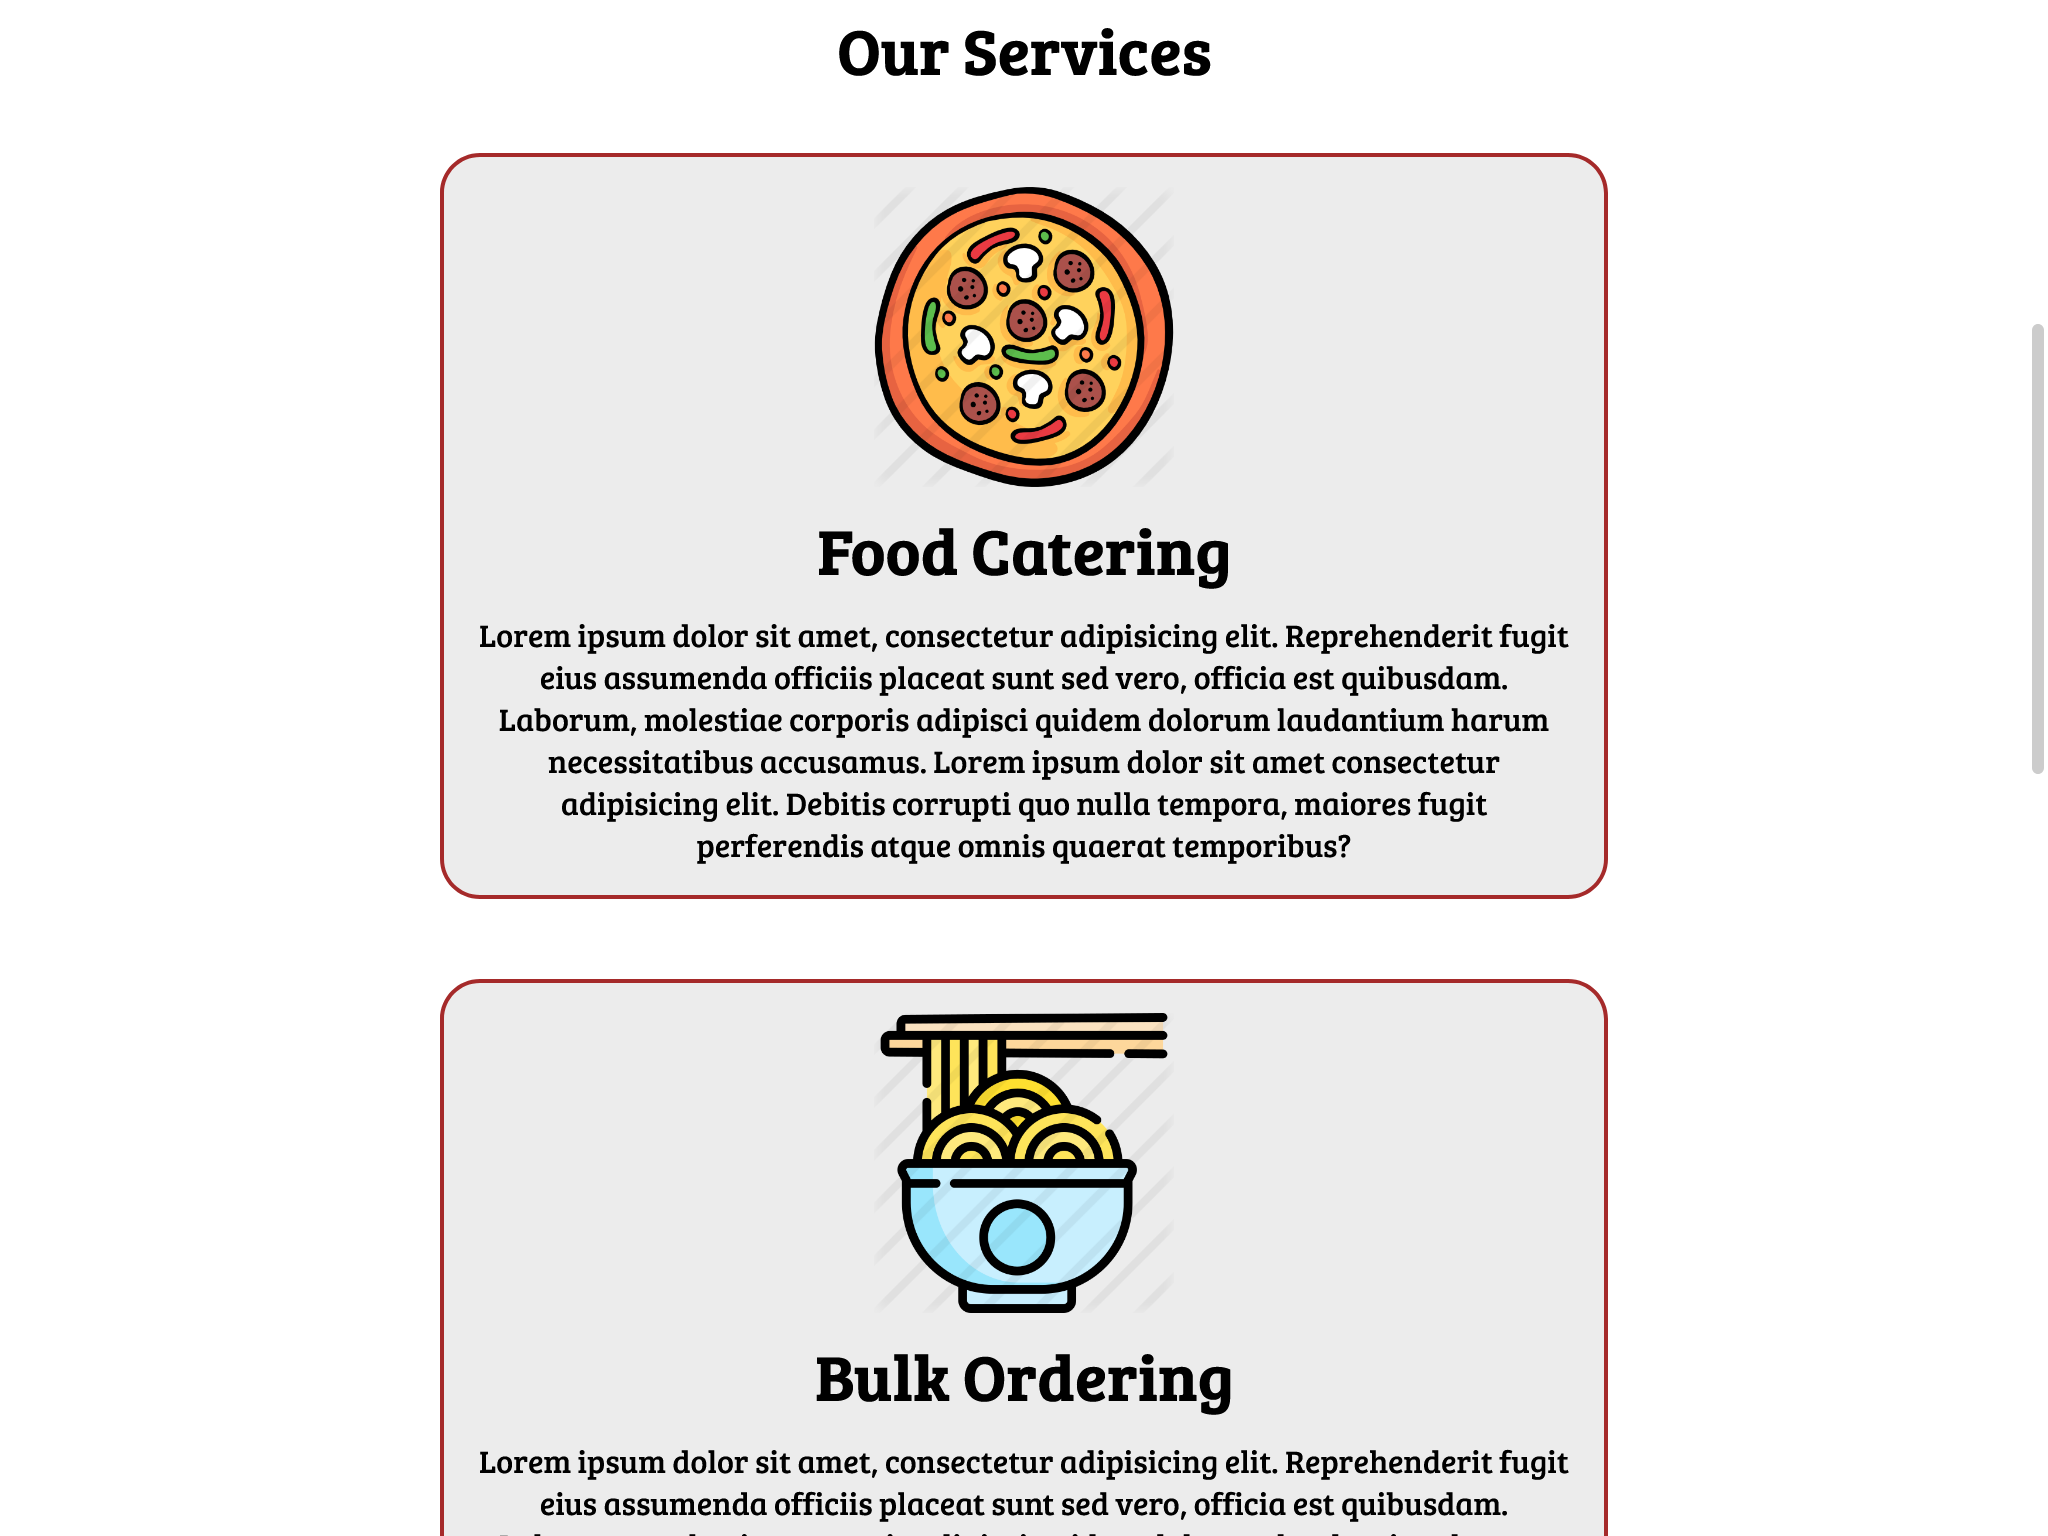 Our Services
Food Catering
Lorem ipsum dolor sit amet, consectetur adipisicing elit. Reprehenderit fugit
eius assumenda officiis placeat sunt sed vero, officia est quibusdam.
Laborum, molestiae corporis adipisci quidem dolorum laudantium harum
necessitatibus accusamus. Lorem ipsum dolor sit amet consectetur
adipisicing elit. Debitis corrupti quo nulla tempora, maiores fugit
perferendis atque omnis quaerat temporibus?
Bulk Ordering
Lorem ipsum dolor sit amet, consectetur adipisicing elit. Reprehenderit fugit
eius assumenda officiis placeat sunt sed vero, officia est quibusdam.